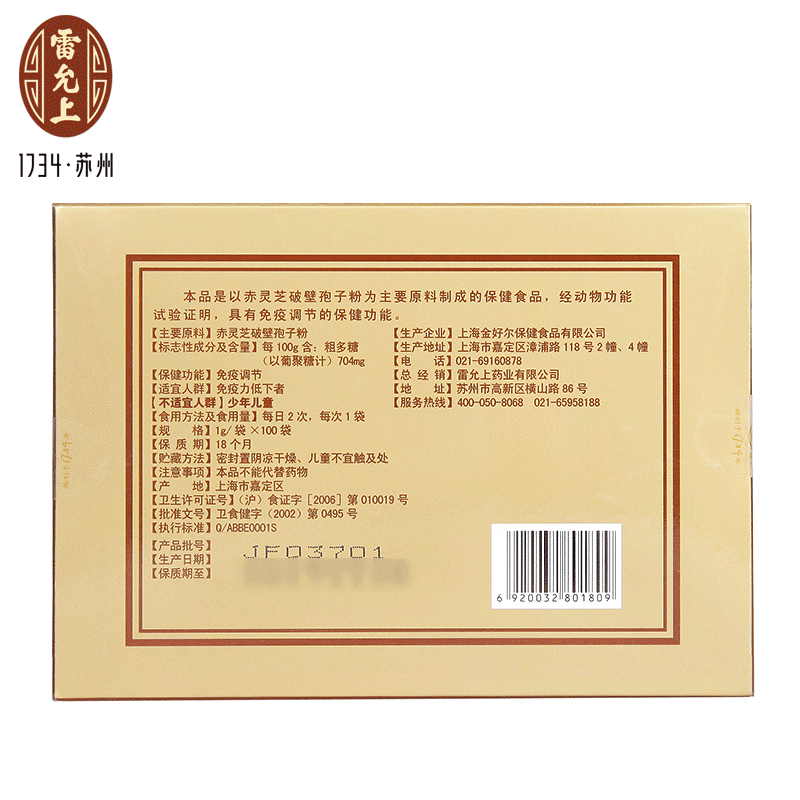 雷允上
1734·苏州
本品是以赤灵芝破壁孢子粉为主要原料制成的保健食品，经动物功能
试验证明，具有免疫调节的保健功能。
【主要原料】赤灵芝破壁孢子粉
【标志性成分及含量】每100g含：粗多糖
（以葡聚糖计）704mg
【保健功能】免疫调节
【适宜人群】免疫力低下者
【不适宜人群】少年儿童
【食用方法及食用量】每日2次，每次1袋
【规 格】1g/袋×100袋
【保 质 期】18个月
【贮藏方法】密封置阴凉干燥、儿童不宜触及处
【注意事项】本品不能代替药物
【产 地】上海市嘉定区
【卫生许可证号】（沪）食证字［2006］第010019号
【批准文号】卫食健字（2002）第0495号
【执行标准】Q/ABBE0001S
【产品批号】 JF03701
【生产日期】
【保质期至】
【生产企业】上海金好尔保健食品有限公司
【生产地址】上海市嘉定区漳浦路118号2幢、4幢
【电 话】021-69160878
【总 经 销】雷允上药业有限公司
【地 址】苏州市高新区横山路86号
【服务热线】400-050-8068 021-65958188
6 920032 801809